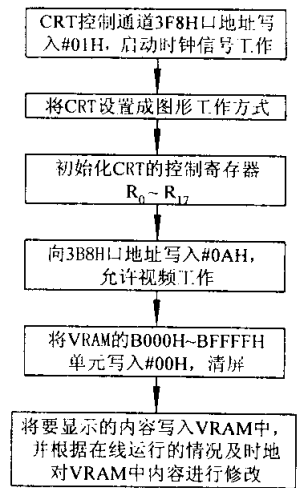 CRT控制通道3F8H口地址写
入#01H,启动时钟信号工作
将CRT设置成图形工作方式
初始化CRT的控制寄存器
R0~R17
向3B8H口地址写入#0AH,
允许视频工作
将VRAM的B000H~BFFFFH
单元写入#00H,清屏
将要显示的内容写入VRAM中,
并根据在线运行的情况及时地
对VRAM中内容进行修改